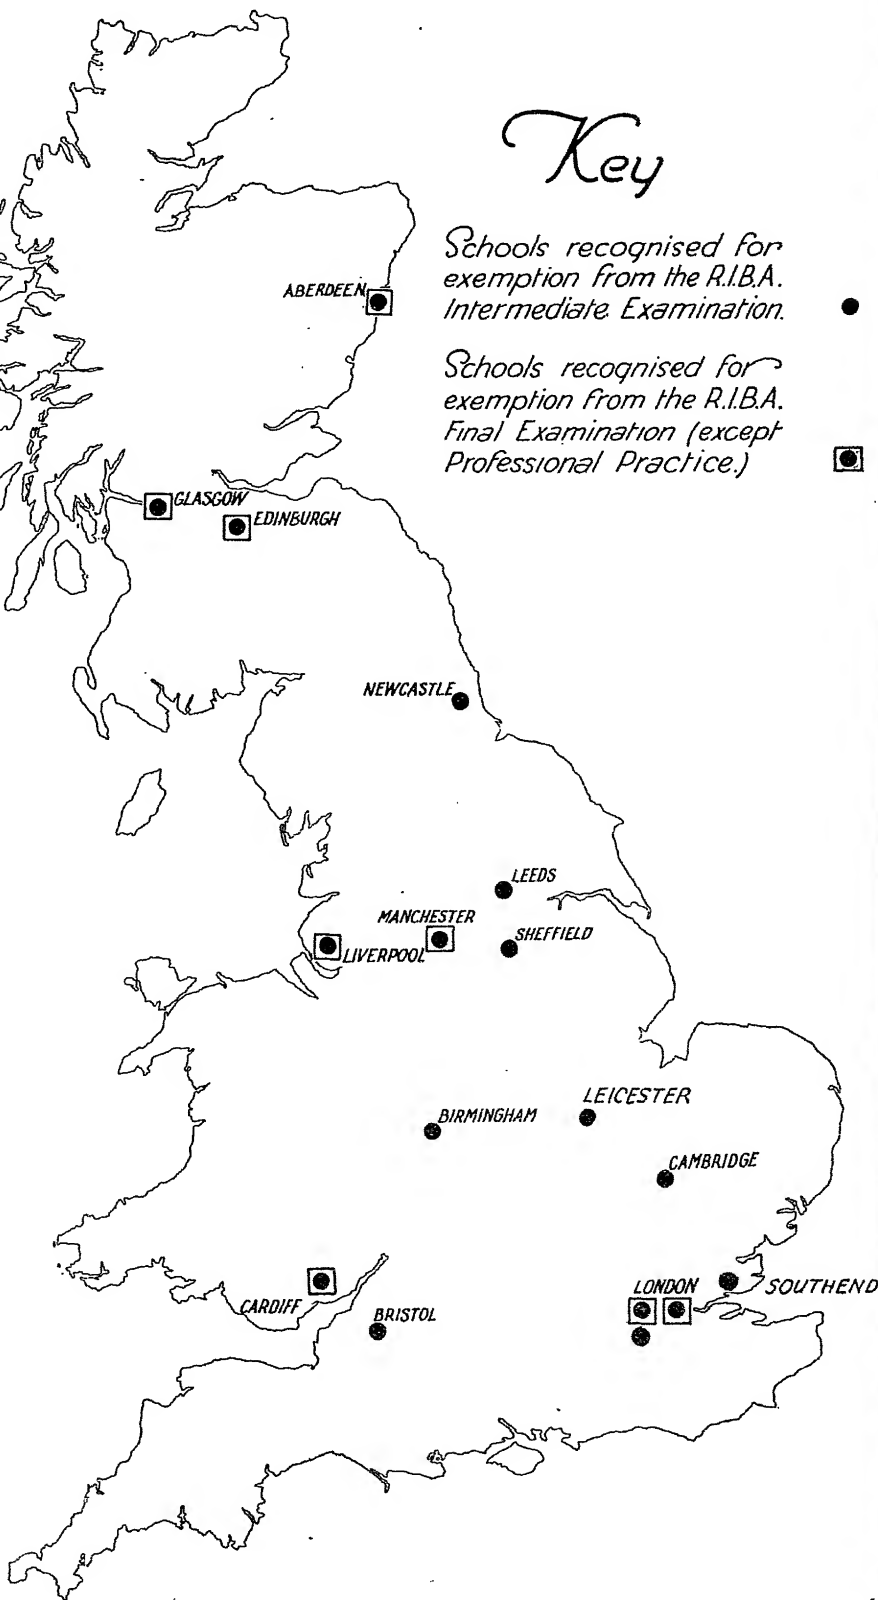 Key
Schools recognised for
exemption from the R.I.B.A.
Intermediate Examination.
Schools recognised for
exemption from the R.I.B.A.
Final Examination (except
Professional Practice.)
ABERDEEN
GLASGOW
EDINBURGH
NEWCASTLE
LEEDS
MANCHESTER
SHEFFIELD
LIVERPOOL
LEICESTER
BIRMINGHAM
CAMBRIDGE
LONDON
SOUTHEND
CARDIFF
BRISTOL